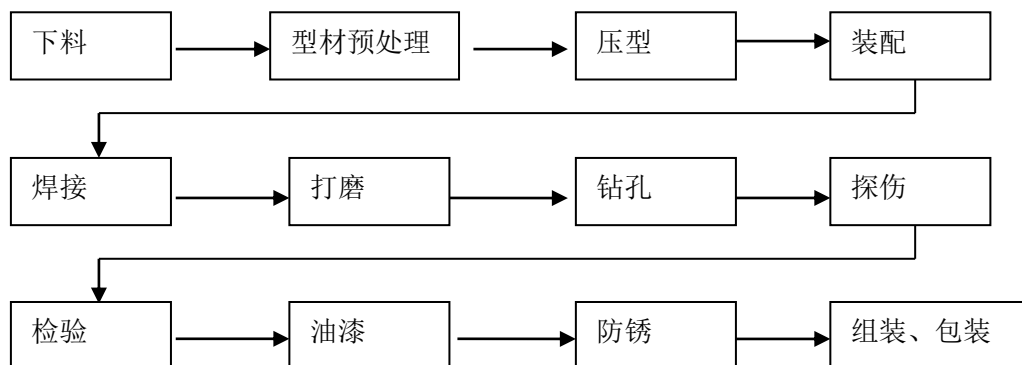 下料
型材预处理
压型
装配
焊接
打磨
钻孔
探伤
检验
油漆
防锈
组装、包装